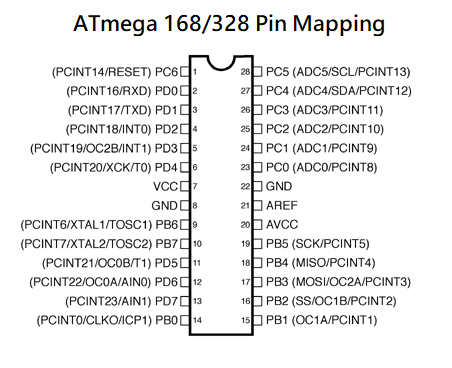 ATmega 168/328 Pin Mapping
(PCINT14/RESET) PC6 1 28 PC5 (ADC5/SCL/PCINT13)
(PCINT16/RXD) PD0 2 27 PC4 (ADC4/SDA/PCINT12)
(PCINT17/TXD) PD1 3 26 PC3 (ADC3/PCINT11)
(PCINT18/INT0) PD2 4 25 PC2 (ADC2/PCINT10)
(PCINT19/OC2B/INT1) PD3 5 24 PC1 (ADC1/PCINT9)
(PCINT20/XCK/T0) PD4 6 23 PC0 (ADC0/PCINT8)
VCC 7 22 GND
GND 8 21 AREF
(PCINT6/XTAL1/TOSC1) PB6 9 20 AVCC
(PCINT7/XTAL2/TOSC2) PB7 10 19 PB5 (SCK/PCINT5)
(PCINT21/OC0B/T1) PD5 11 18 PB4 (MISO/PCINT4)
(PCINT22/OC0A/AIN0) PD6 12 17 PB3 (MOSI/OC2A/PCINT3)
(PCINT23/AIN1) PD7 13 16 PB2 (SS/OC1B/PCINT2)
(PCINT0/CLKO/ICP1) PB0 14 15 PB1 (OC1A/PCINT1)